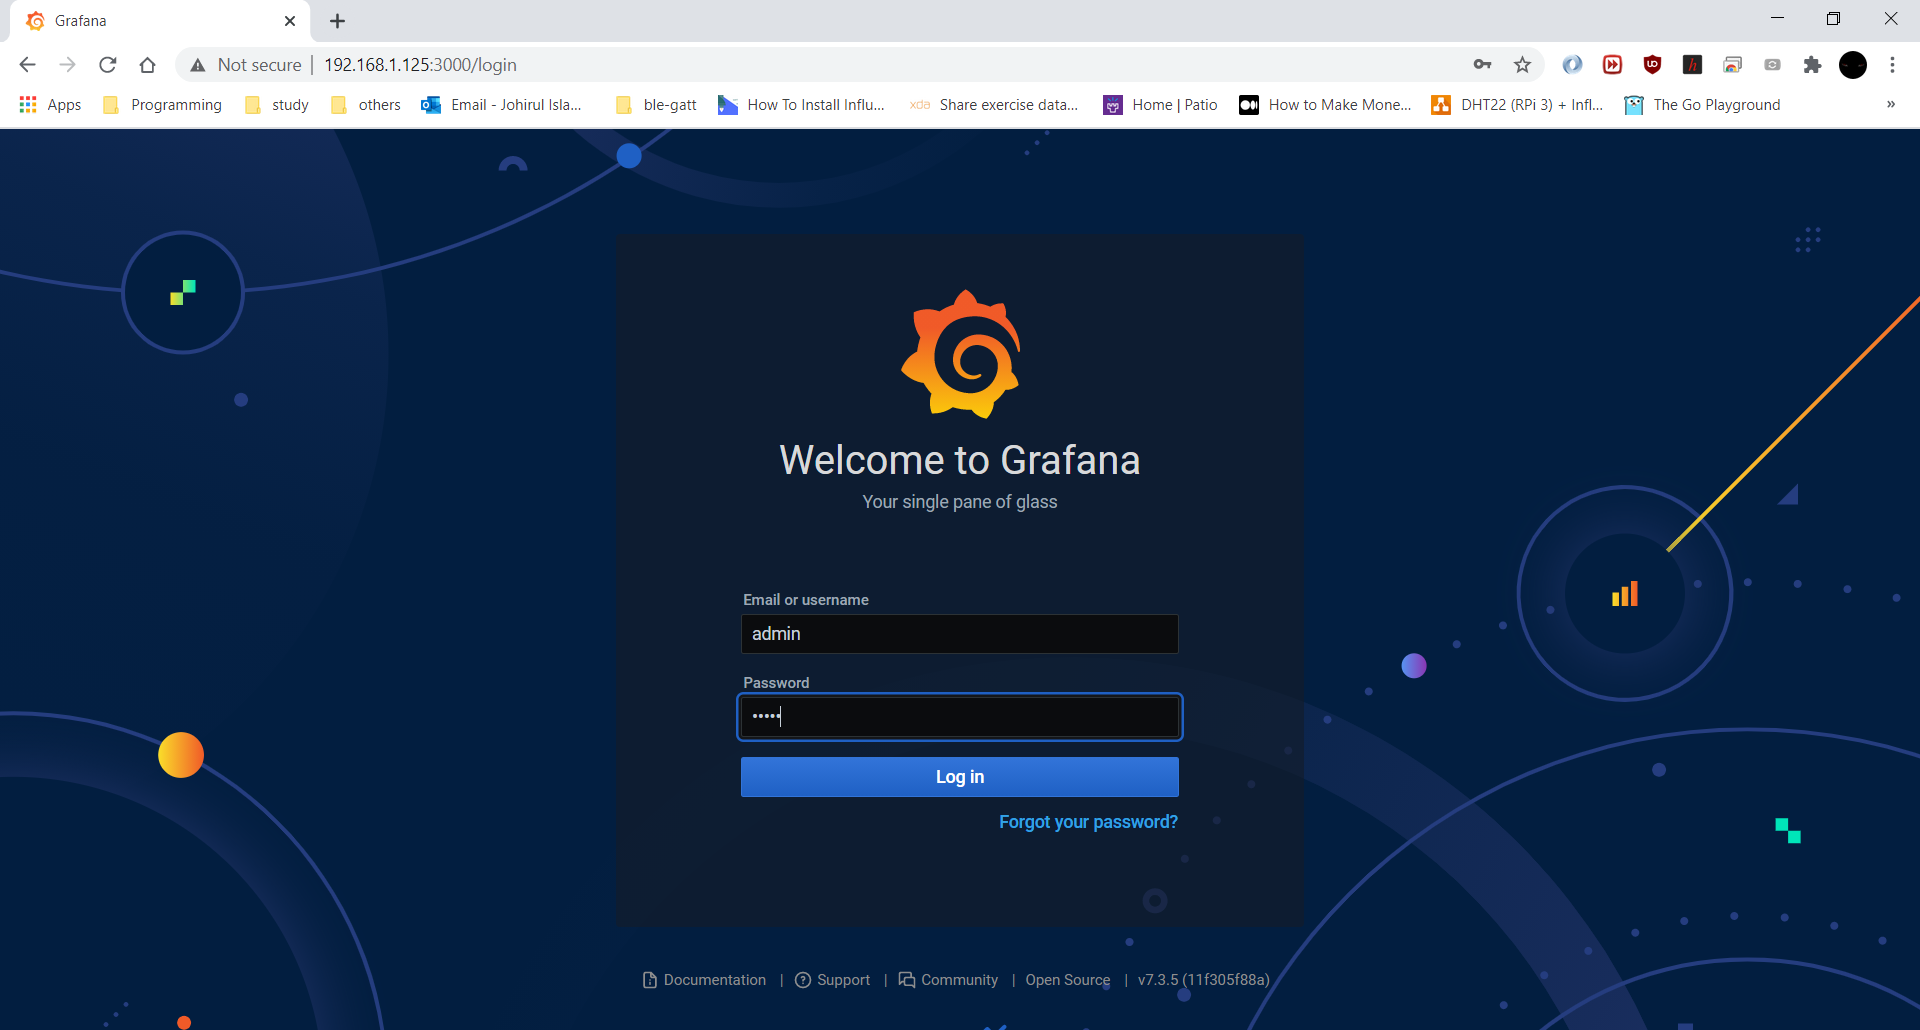 Grafana
Not secure 192.168.1.125:3000/login
Apps Programming study others Email - Johirul Isla... ble-gatt How To Install Influ... Share exercise data... Home | Patio How to Make Mone... DHT22 (RPi 3) + Infl... The Go Playground »
Welcome to Grafana
Your single pane of glass
Email or username
admin
Password
•••••
Log in
Forgot your password?
Documentation | Support | Community | Open Source | v7.3.5 (11f305f88a)